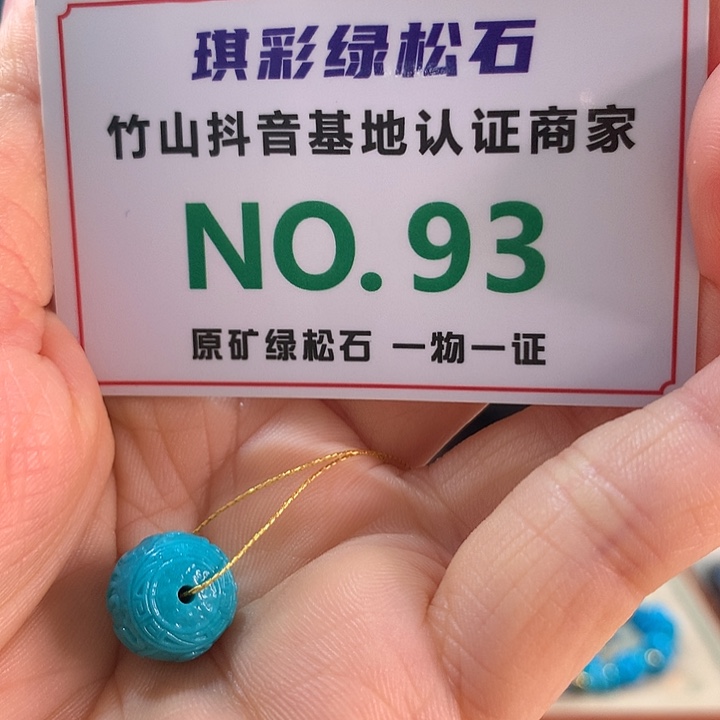 琪彩绿松石
竹山抖音基地认证商家
NO.93
原矿绿松石 一物一证